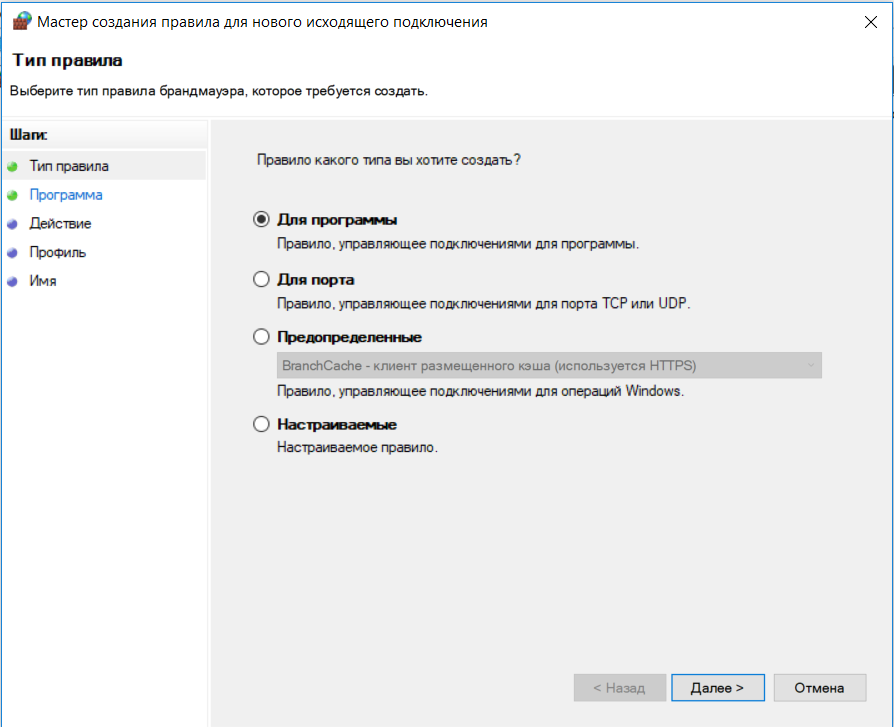 Мастер создания правила для нового исходящего подключения
Тип правила
Выберите тип правила брандмауэра, которое требуется создать.
Шаги:
Тип правила
Программа
Действие
Профиль
Имя
Правило какого типа вы хотите создать?
Для программы
Правило, управляющее подключениями для программы.
Для порта
Правило, управляющее подключениями для порта TCP или UDP.
Предопределенные
BranchCache - клиент размещенного кэша (используется HTTPS)
Правило, управляющее подключениями для операций Windows.
Настраиваемые
Настраиваемое правило.
< Назад Далее > Отмена